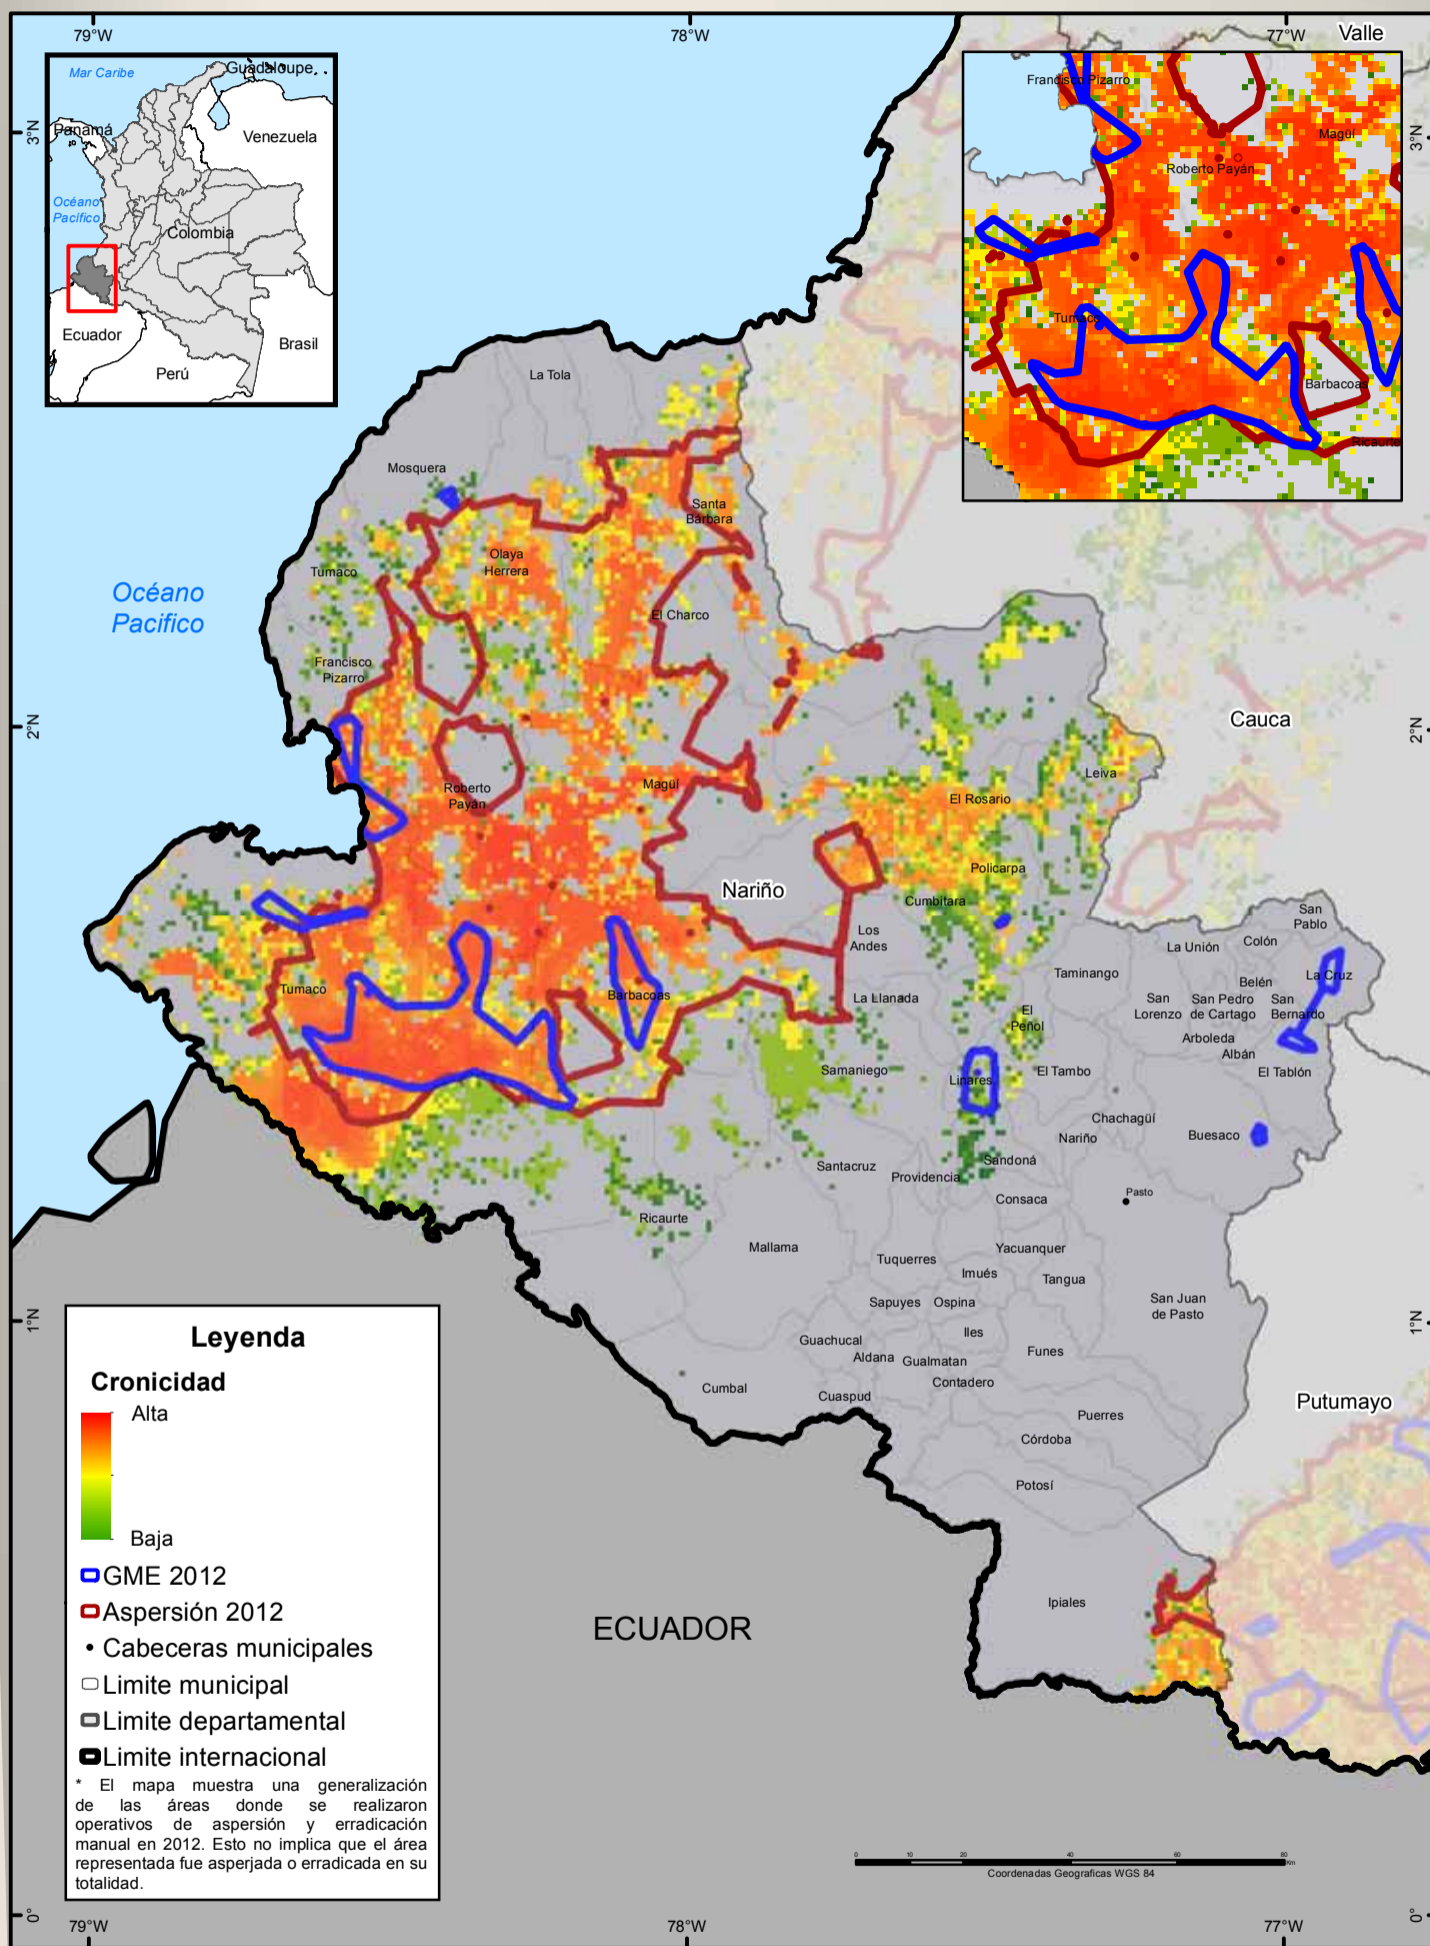 79°W
78°W
77°W
Valle
3°N
3°N
2°N
2°N
1°N
1°N
0°
0°
79°W
78°W
77°W
Mar Caribe
Guadaloupe
Panamá
Venezuela
Océano
Pacífico
Colombia
Ecuador
Brasil
Perú
Francisco Pizarro
Magüí
Roberto Payán
Tumaco
Barbacoas
Ricaurte
La Tola
Mosquera
Santa
Bárbara
Olaya
Herrera
Tumaco
El Charco
Océano
Pacifico
Francisco
Pizarro
Cauca
Leiva
Magüí
Roberto
Payán
El Rosario
Policarpa
Nariño
Cumbitara
San
Pablo
Los
Andes
La Unión
Colón
Taminango
La Cruz
Belén
Tumaco
Barbacoas
La Llanada
San
Lorenzo
San Pedro
de Cartago
San
Bernardo
El
Peñol
Arboleda
Albán
Samaniego
Linares
El Tambo
El Tablón
Chachagüí
Nariño
Buesaco
Sandoná
Santacruz
Providencia
Consaca
Pasto
Ricaurte
Mallama
Yacuanquer
Tuquerres
Imués
Tangua
San Juan
de Pasto
Sapuyes
Ospina
Iles
Guachucal
Funes
Aldana
Gualmatan
Contadero
Cumbal
Cuaspud
Putumayo
Puerres
Córdoba
Potosí
Ipiales
ECUADOR
Leyenda
Cronicidad
Alta
Baja
GME 2012
Aspersión 2012
Cabeceras municipales
Limite municipal
Limite departamental
Limite internacional
* El mapa muestra una generalización
de las áreas donde se realizaron
operativos de aspersión y erradicación
manual en 2012. Esto no implica que el área
representada fue asperjada o erradicada en su
totalidad.
0 10 20 40 60 80
Km
Coordenadas Geograficas WGS 84